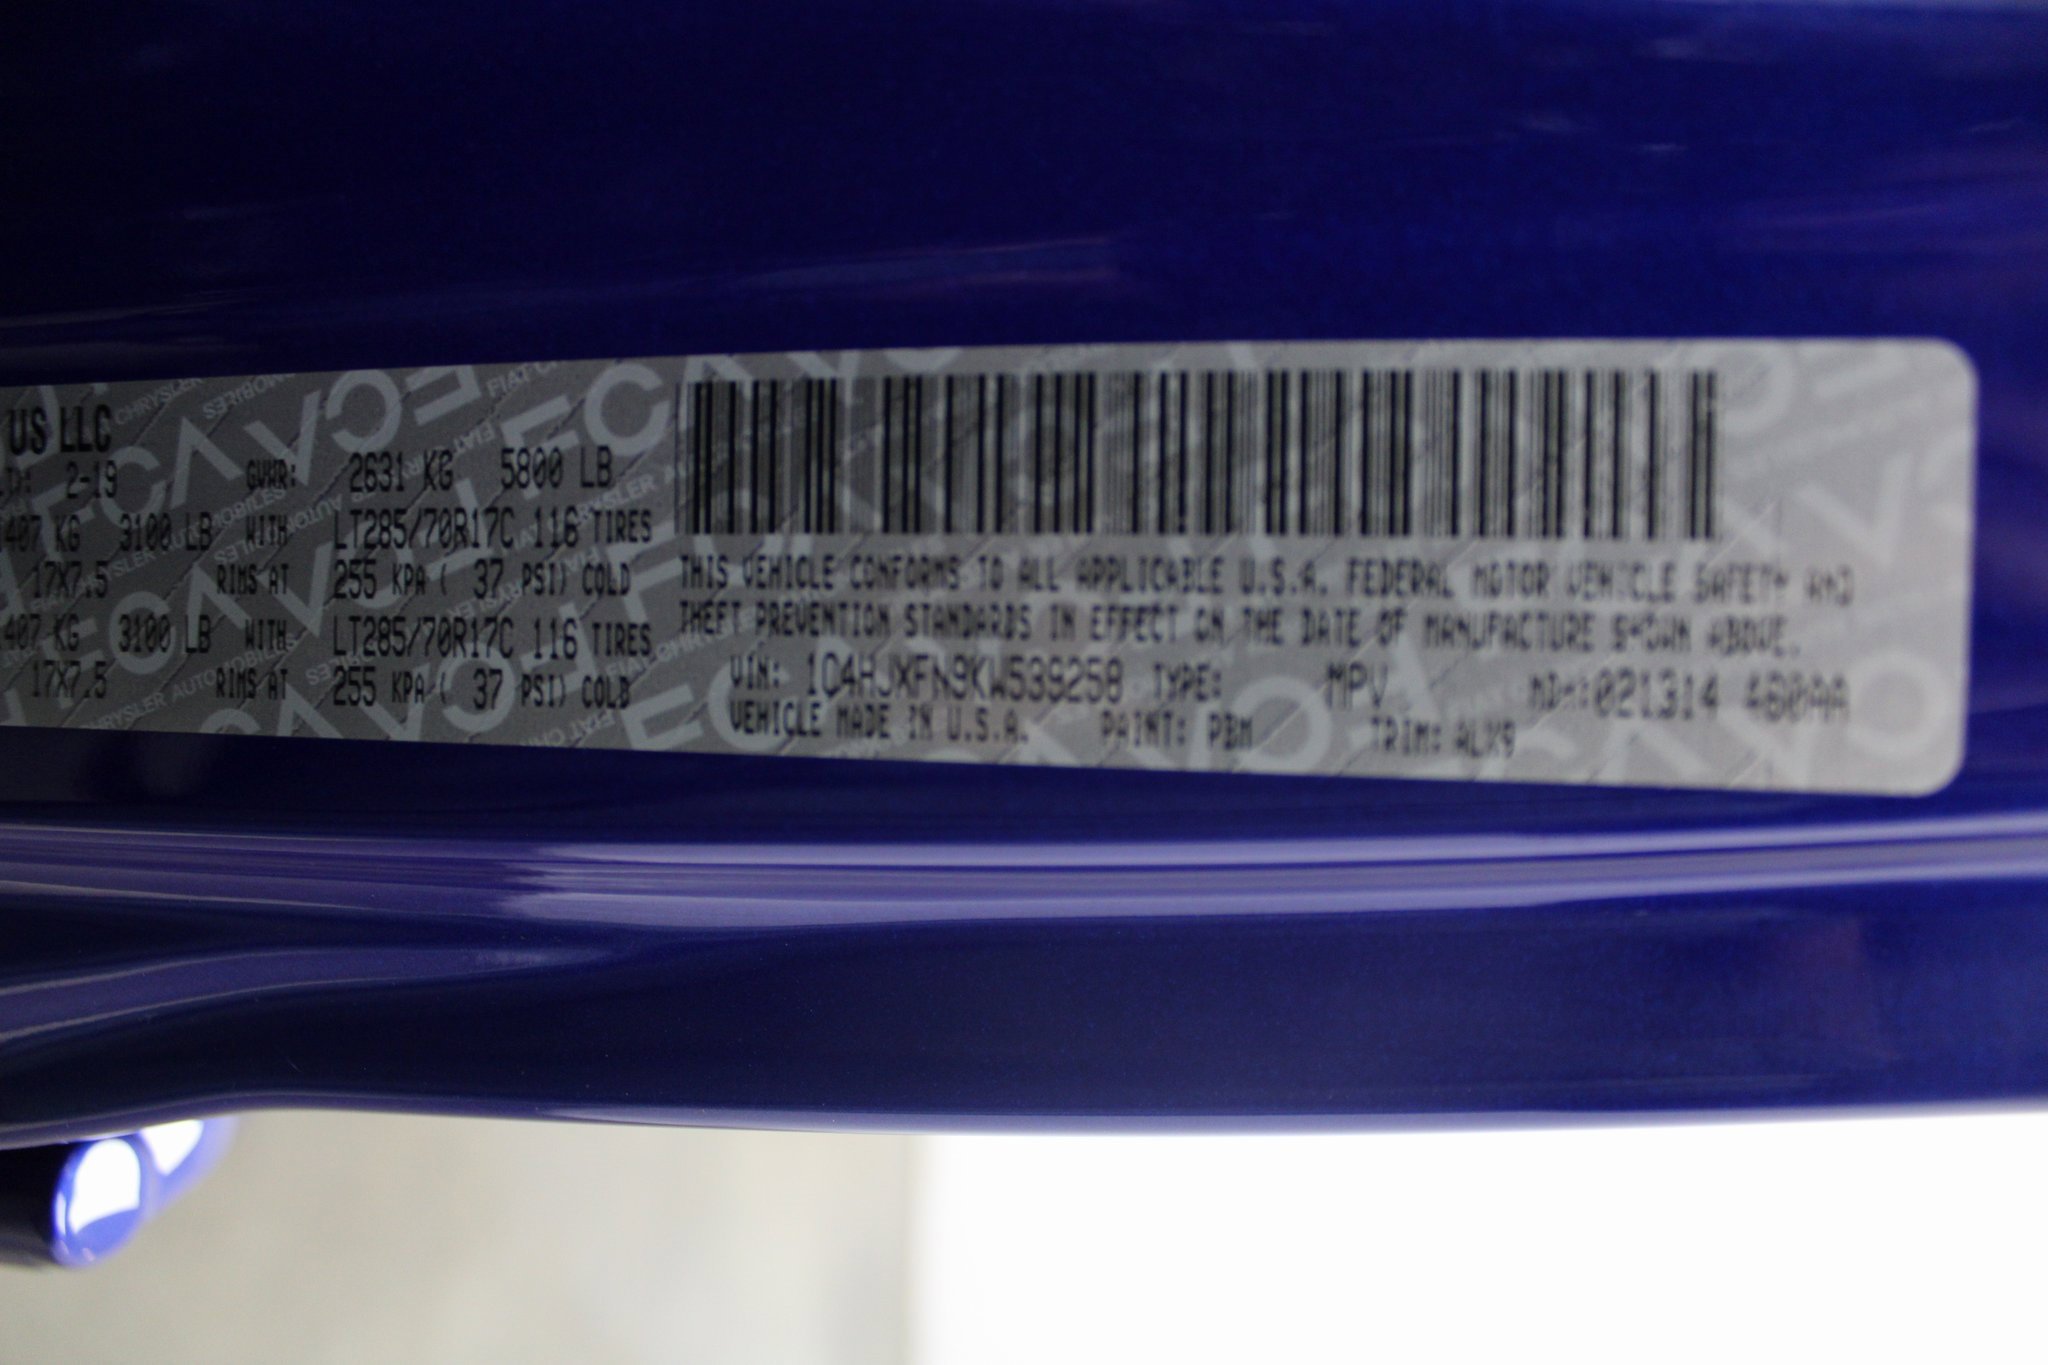 US LLC
2-19 GVWR: 2631 KG 5800 LB
407 KG 3100 LB WITH LT285/70R17C 116 TIRES
17X7.5 RIMS AT 255 KPA ( 37 PSI) COLD
407 KG 3100 LB WITH LT285/70R17C 116 TIRES
17X7.5 RIMS AT 255 KPA ( 37 PSI) COLD
THIS VEHICLE CONFORMS TO ALL APPLICABLE U.S.A. FEDERAL MOTOR VEHICLE SAFETY AND
THEFT PREVENTION STANDARDS IN EFFECT ON THE DATE OF MANUFACTURE SHOWN ABOVE.
VIN: 1C4HJXFN9KW539258 TYPE: MPV MDH:021314 460AA
VEHICLE MADE IN U.S.A. PAINT: PBM TRIM: ALX9